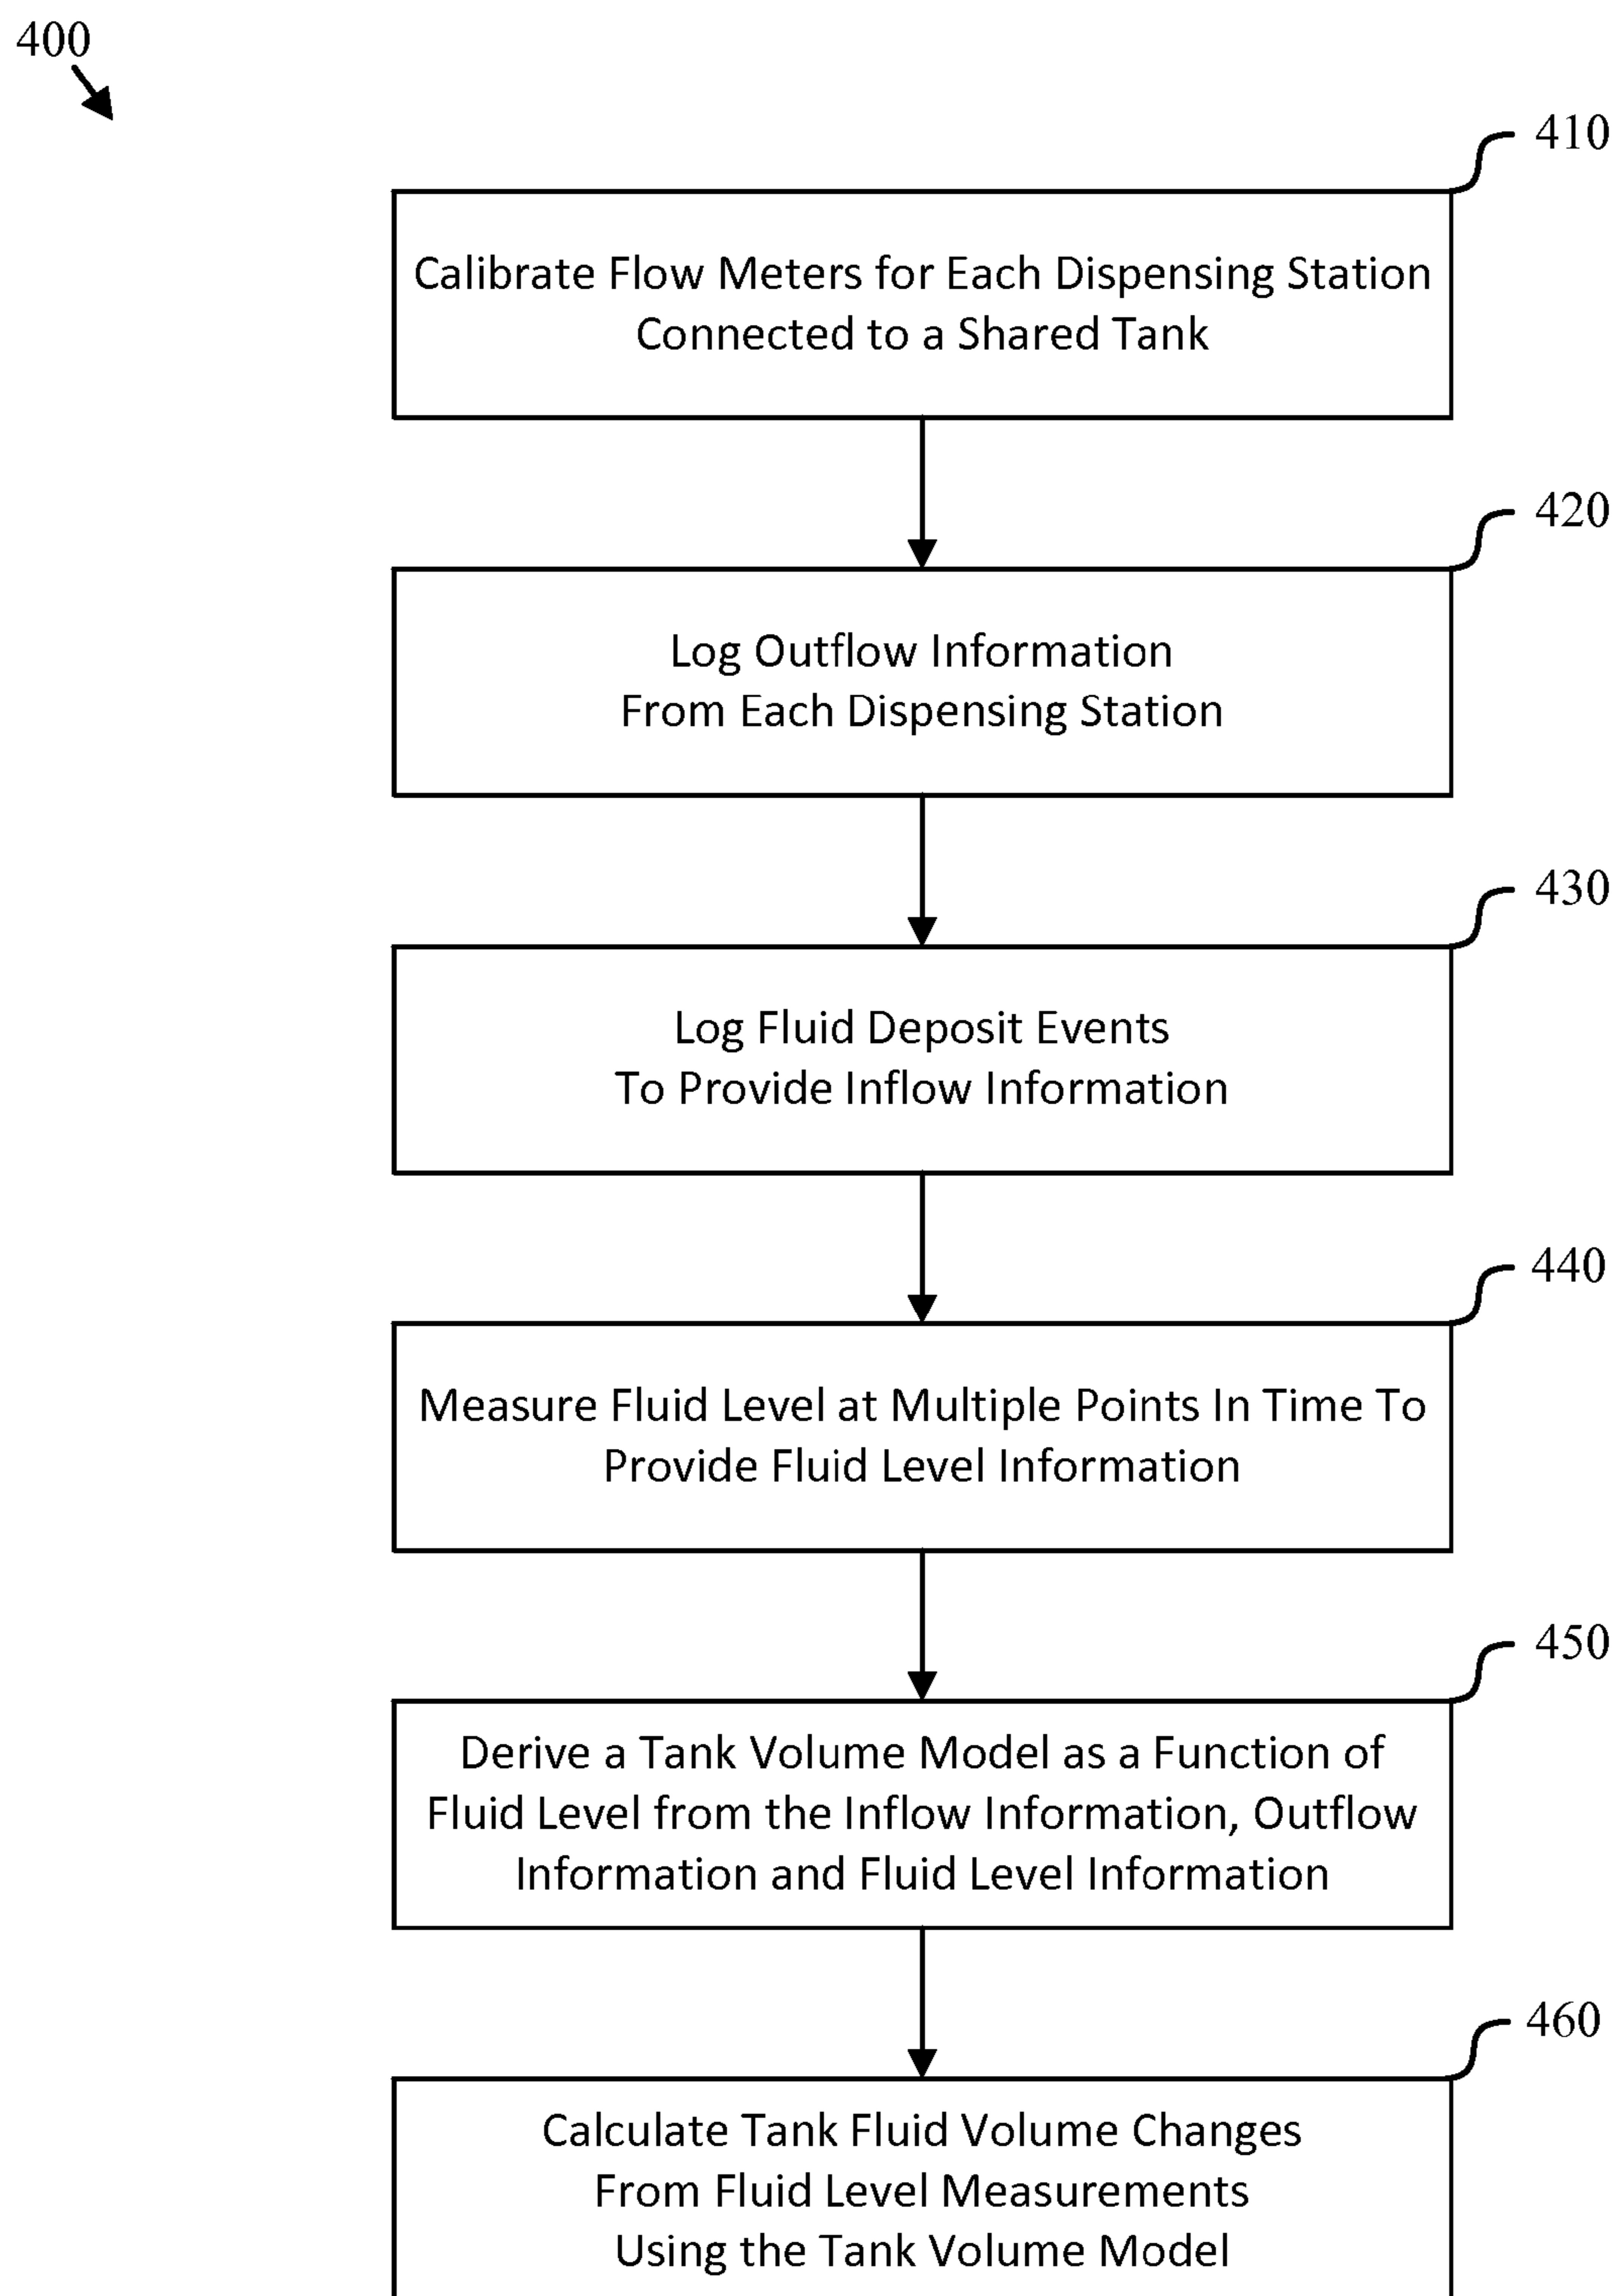 400
410
Calibrate Flow Meters for Each Dispensing Station
Connected to a Shared Tank
420
Log Outflow Information
From Each Dispensing Station
430
Log Fluid Deposit Events
To Provide Inflow Information
440
Measure Fluid Level at Multiple Points In Time To
Provide Fluid Level Information
450
Derive a Tank Volume Model as a Function of
Fluid Level from the Inflow Information, Outflow
Information and Fluid Level Information
460
Calculate Tank Fluid Volume Changes
From Fluid Level Measurements
Using the Tank Volume Model